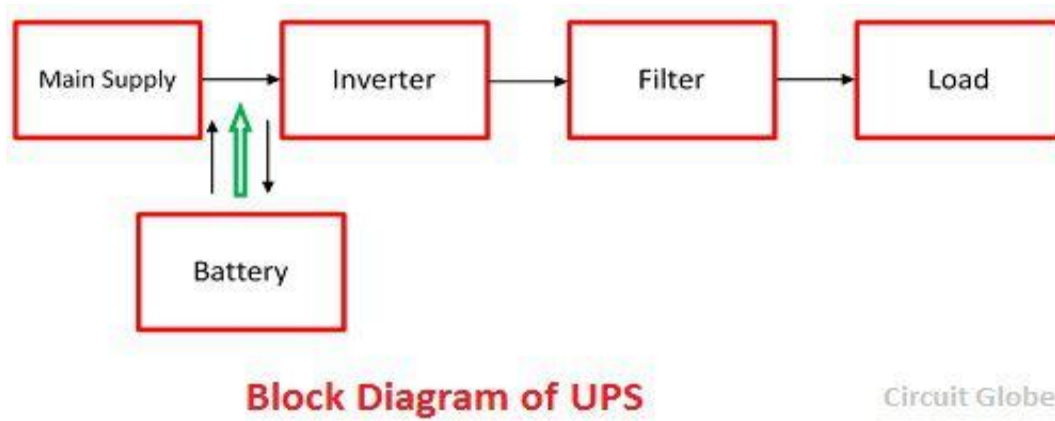 Main Supply
Inverter
Filter
Load
Battery
Block Diagram of UPS
Circuit Globe